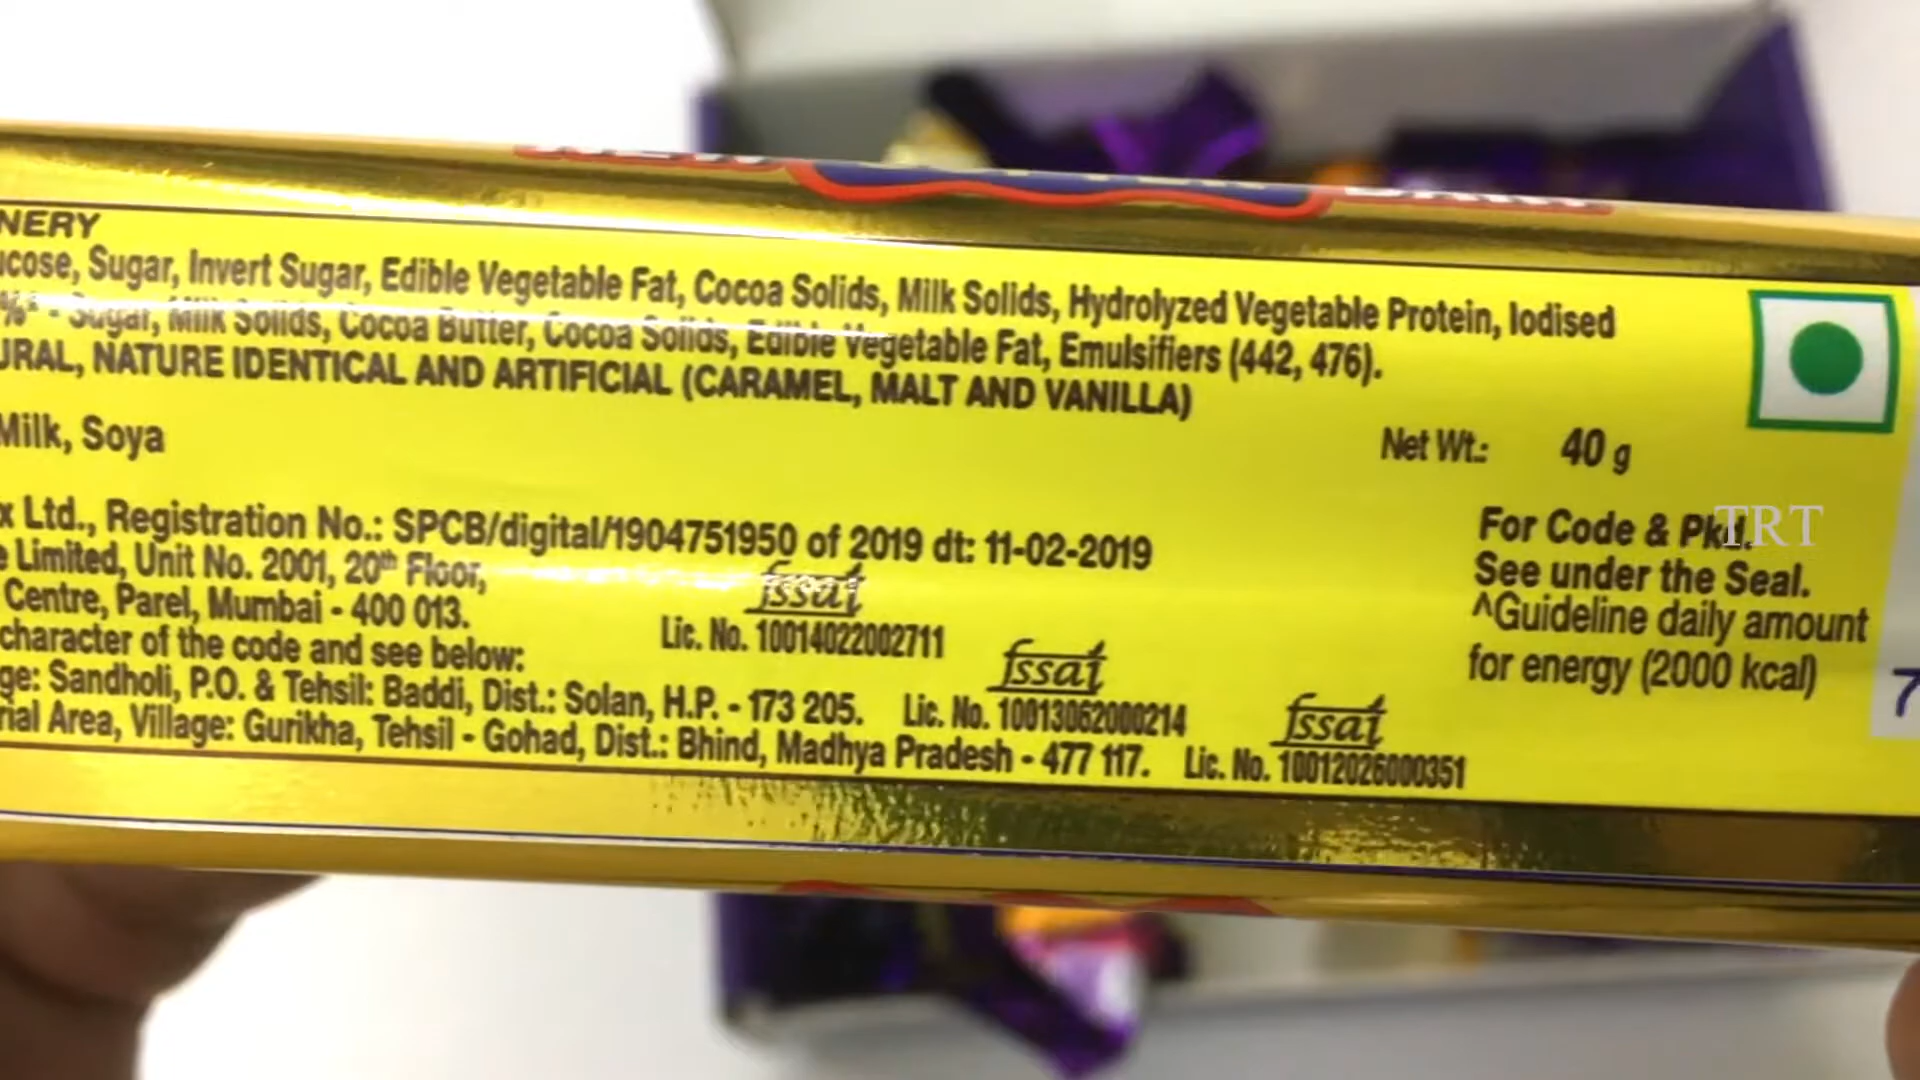 NERY
ucose, Sugar, Invert Sugar, Edible Vegetable Fat, Cocoa Solids, Milk Solids, Hydrolyzed Vegetable Protein, Iodised
%* - Sugar, Milk Solids, Cocoa Butter, Cocoa Solids, Edible Vegetable Fat, Emulsifiers (442, 476).
URAL, NATURE IDENTICAL AND ARTIFICIAL (CARAMEL, MALT AND VANILLA)
Milk, Soya
Net Wt.: 40 g
x Ltd., Registration No.: SPCB/digital/1904751950 of 2019 dt: 11-02-2019
e Limited, Unit No. 2001, 20th Floor,
Centre, Parel, Mumbai - 400 013.
character of the code and see below:
fssai
Lic. No. 10014022002711
ge: Sandholi, P.O. & Tehsil: Baddi, Dist.: Solan, H.P. - 173 205.
fssai
Lic. No. 10013062000214
rial Area, Village: Gurikha, Tehsil - Gohad, Dist.: Bhind, Madhya Pradesh - 477 117.
fssai
Lic. No. 10012026000351
For Code & Pkd.
See under the Seal.
^Guideline daily amount
for energy (2000 kcal)
TRT
7